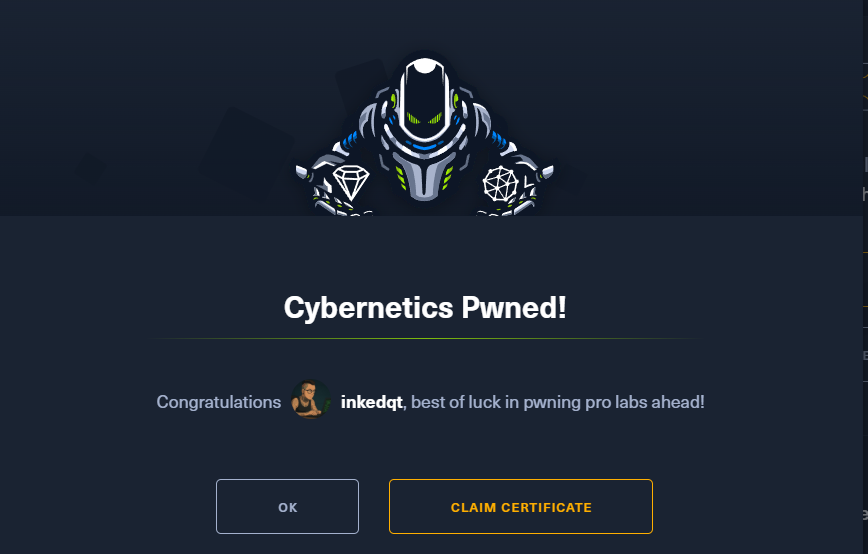 Cybernetics Pwned!
Congratulations inkedqt, best of luck in pwning pro labs ahead!
OK
CLAIM CERTIFICATE